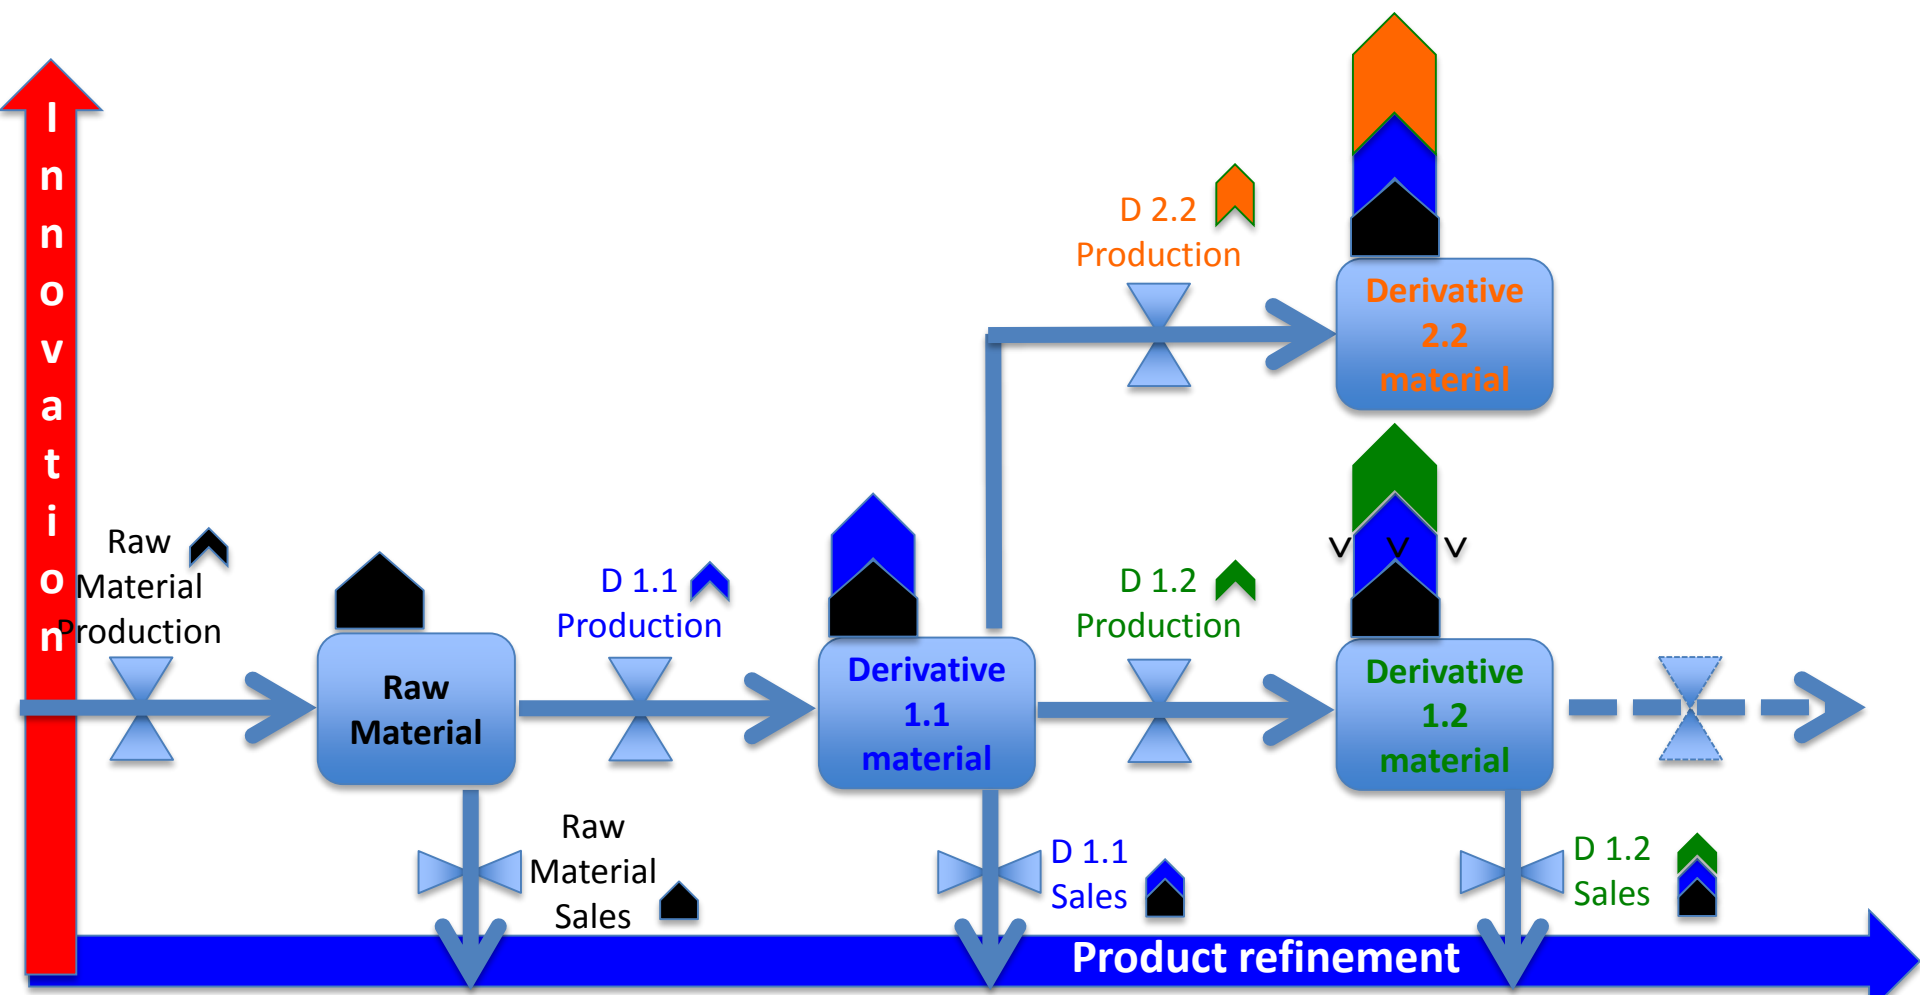 I
n
n
o
v
a
t
i
o
n
D 2.2
Production
Derivative
2.2
material
Raw
Material
Production
Raw
Material
D 1.1
Production
Derivative
1.1
material
D 1.2
Production
V V V
Derivative
1.2
material
Raw
Material
Sales
D 1.1
Sales
D 1.2
Sales
Product refinement